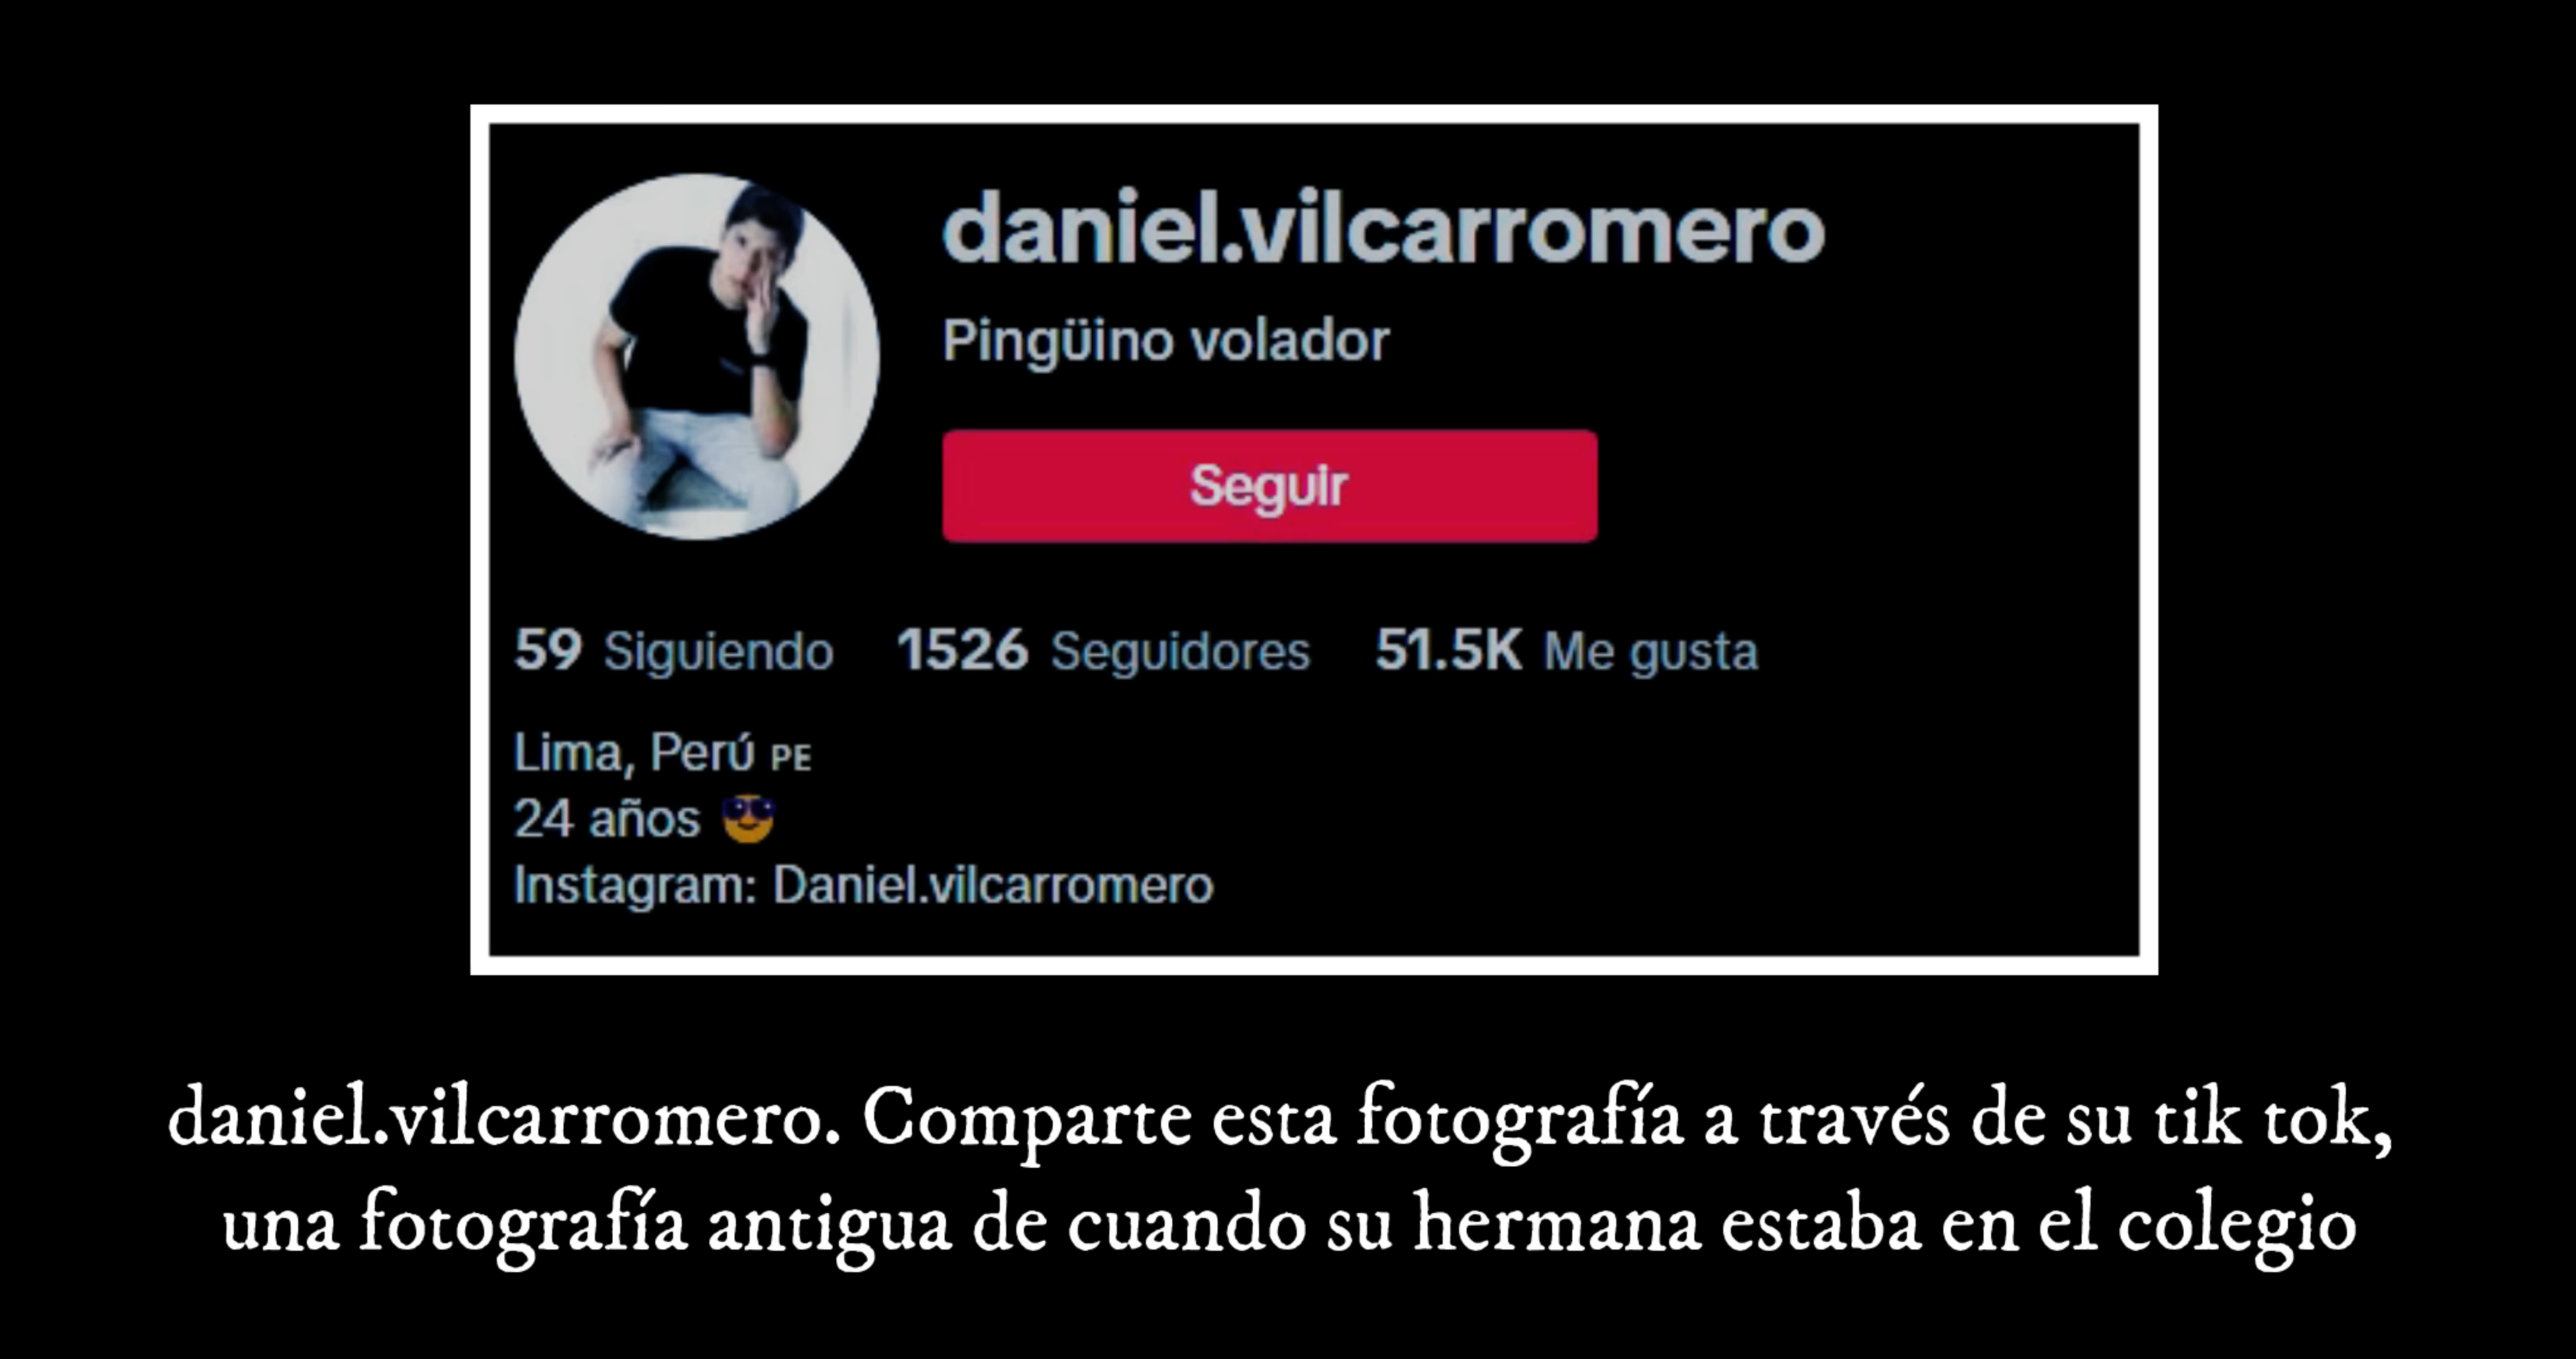 daniel.vilcarromero
Pingüino volador
Seguir
59 Siguiendo 1526 Seguidores 51.5K Me gusta
Lima, Perú PE
24 años 😎
Instagram: Daniel.vilcarromero
daniel.vilcarromero. Comparte esta fotografía a través de su tik tok,
una fotografía antigua de cuando su hermana estaba en el colegio